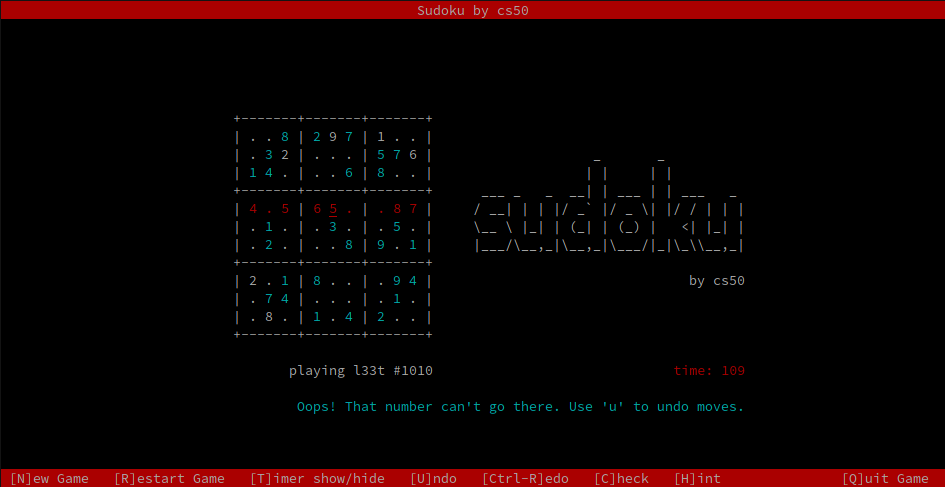 Sudoku by cs50
+-------+-------+-------+
| . . 8 | 2 9 7 | 1 . . |
| . 3 2 | . . . | 5 7 6 |
| 1 4 . | . . 6 | 8 . . |
+-------+-------+-------+
| 4 . 5 | 6 5 . | . 8 7 |
| . 1 . | . 3 . | . 5 . |
| . 2 . | . . 8 | 9 . 1 |
+-------+-------+-------+
| 2 . 1 | 8 . . | . 9 4 |
| . 7 4 | . . . | . 1 . |
| . 8 . | 1 . 4 | 2 . . |
+-------+-------+-------+
sudoku
by cs50
playing l33t #1010
time: 109
Oops! That number can't go there. Use 'u' to undo moves.
[N]ew Game [R]estart Game [T]imer show/hide [U]ndo [Ctrl-R]edo [C]heck [H]int [Q]uit Game